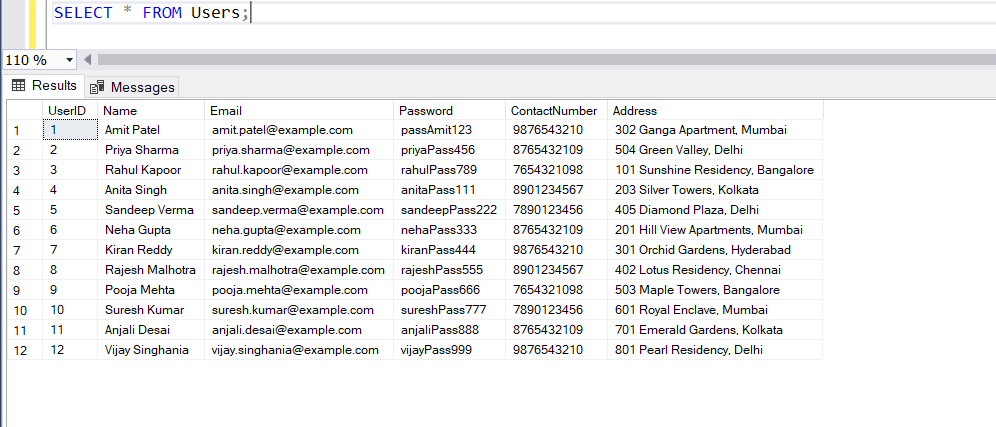 SELECT * FROM Users;
110 %
Results Messages
UserID Name Email Password ContactNumber Address
1 1 Amit Patel amit.patel@example.com passAmit123 9876543210 302 Ganga Apartment, Mumbai
2 2 Priya Sharma priya.sharma@example.com priyaPass456 8765432109 504 Green Valley, Delhi
3 3 Rahul Kapoor rahul.kapoor@example.com rahulPass789 7654321098 101 Sunshine Residency, Bangalore
4 4 Anita Singh anita.singh@example.com anitaPass111 8901234567 203 Silver Towers, Kolkata
5 5 Sandeep Verma sandeep.verma@example.com sandeepPass222 7890123456 405 Diamond Plaza, Delhi
6 6 Neha Gupta neha.gupta@example.com nehaPass333 8765432109 201 Hill View Apartments, Mumbai
7 7 Kiran Reddy kiran.reddy@example.com kiranPass444 9876543210 301 Orchid Gardens, Hyderabad
8 8 Rajesh Malhotra rajesh.malhotra@example.com rajeshPass555 8901234567 402 Lotus Residency, Chennai
9 9 Pooja Mehta pooja.mehta@example.com poojaPass666 7654321098 503 Maple Towers, Bangalore
10 10 Suresh Kumar suresh.kumar@example.com sureshPass777 7890123456 601 Royal Enclave, Mumbai
11 11 Anjali Desai anjali.desai@example.com anjaliPass888 8765432109 701 Emerald Gardens, Kolkata
12 12 Vijay Singhania vijay.singhania@example.com vijayPass999 9876543210 801 Pearl Residency, Delhi